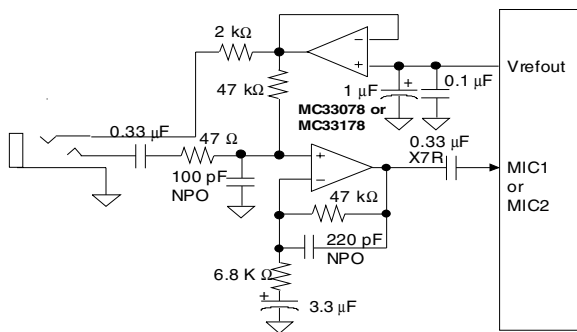 2 kΩ
−
+
Vrefout
47 kΩ
1 µF
+
0.1 µF
MC33078 or
MC33178
0.33 µF
47 Ω
0.33 µF
X7R
+
−
100 pF
NPO
MIC1
or
MIC2
47 kΩ
220 pF
NPO
6.8 K Ω
+
3.3 µF